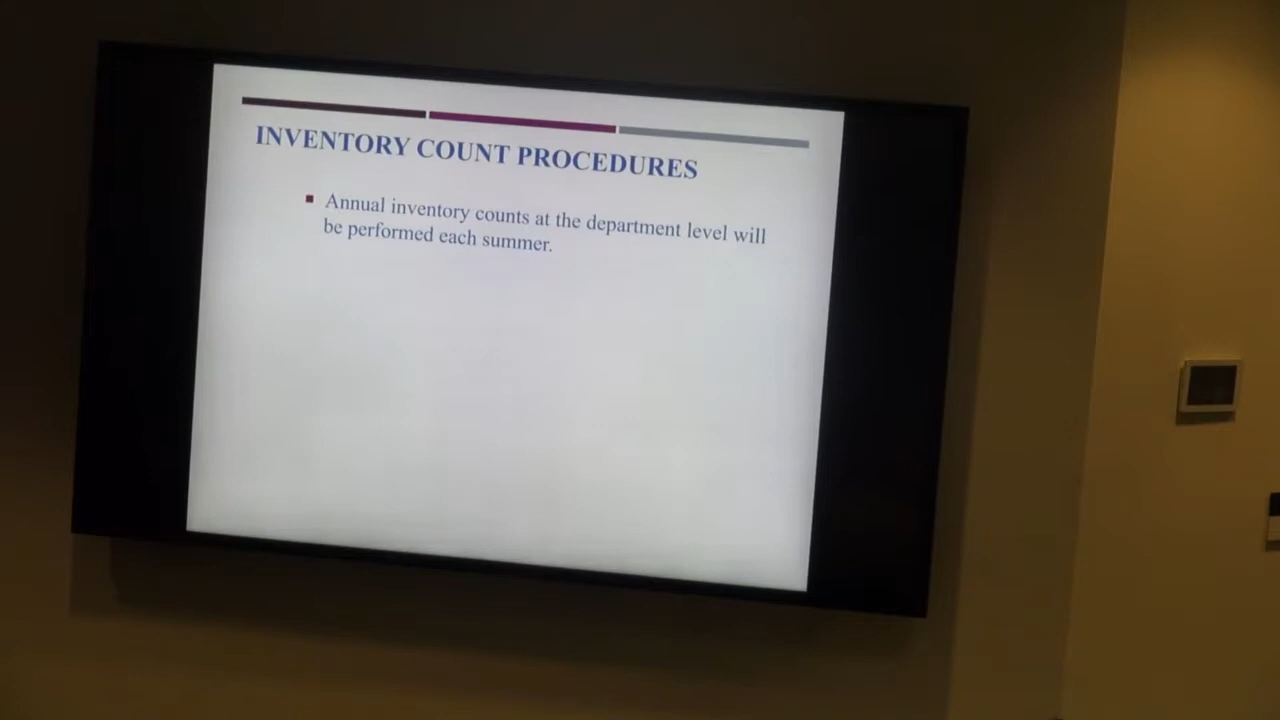 INVENTORY COUNT PROCEDURES
Annual inventory counts at the department level will
be performed each summer.